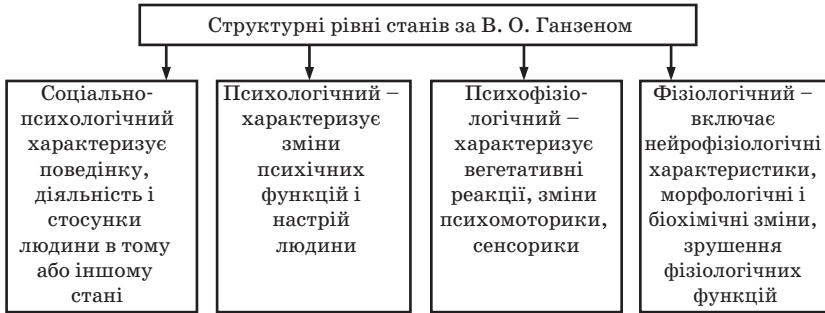 Структурні рівні станів за В. О. Ганзеном
Соціально-
психологічний
характеризує
поведінку,
діяльність і
стосунки
людини в тому
або іншому
стані
Психологічний –
характеризує
зміни
психічних
функцій і
настрій
людини
Психофізіо-
логічний –
характеризує
вегетативні
реакції, зміни
психомоторики,
сенсорики
Фізіологічний –
включає
нейрофізіологічні
характеристики,
морфологічні і
біохімічні зміни,
зрушення
фізіологічних
функцій